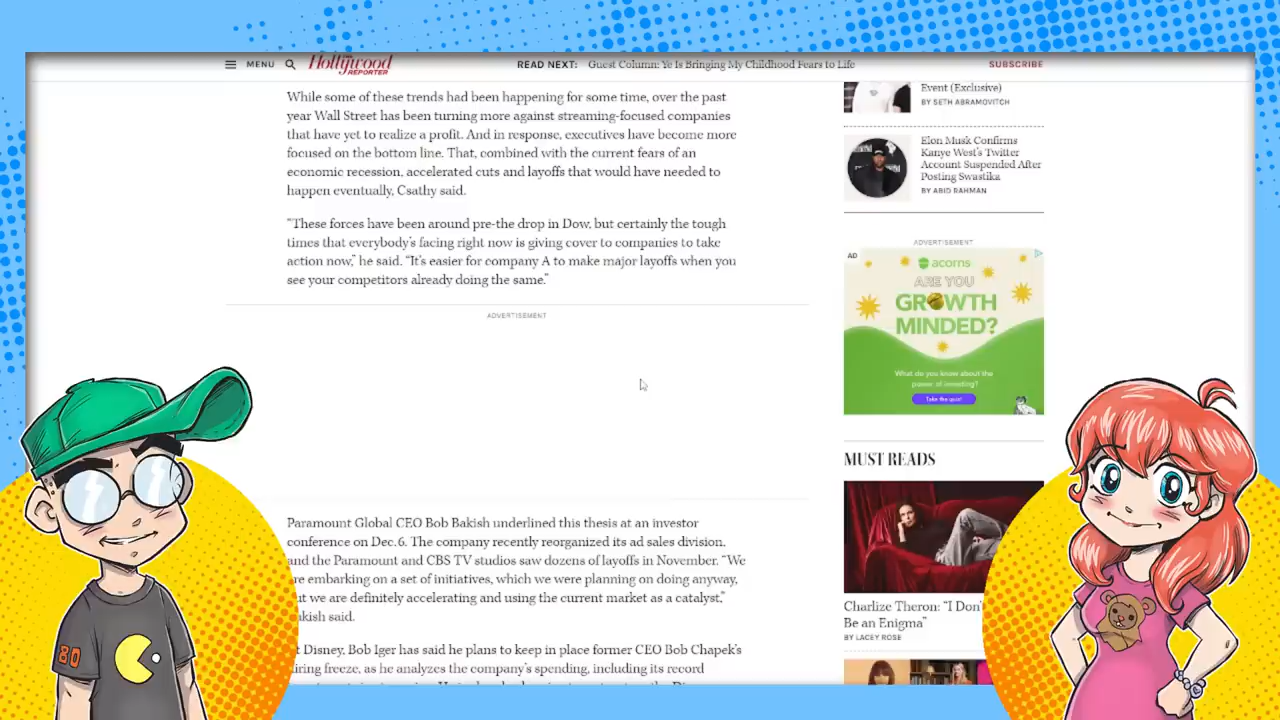 MENU
Hollywood
REPORTER
READ NEXT: Guest Column: Ye Is Bringing My Childhood Fears to Life
SUBSCRIBE
While some of these trends had been happening for some time, over the past
year Wall Street has been turning more against streaming-focused companies
that have yet to realize a profit. And in response, executives have become more
focused on the bottom line. That, combined with the current fears of an
economic recession, accelerated cuts and layoffs that would have needed to
happen eventually, Csathy said.
“These forces have been around pre-the drop in Dow, but certainly the tough
times that everybody’s facing right now is giving cover to companies to take
action now,” he said. “It’s easier for company A to make major layoffs when you
see your competitors already doing the same.”
ADVERTISEMENT
Paramount Global CEO Bob Bakish underlined this thesis at an investor
conference on Dec. 6. The company recently reorganized its ad sales division,
and the Paramount and CBS TV studios saw dozens of layoffs in November. “We
re embarking on a set of initiatives, which we were planning on doing anyway,
ut we are definitely accelerating and using the current market as a catalyst,”
akish said.
t Disney, Bob Iger has said he plans to keep in place former CEO Bob Chapek’s
iring freeze, as he analyzes the company’s spending, including its record
Event (Exclusive)
BY SETH ABRAMOVITCH
Elon Musk Confirms
Kanye West’s Twitter
Account Suspended After
Posting Swastika
BY ABID RAHMAN
ADVERTISEMENT
AD
acorns
ARE YOU
GROWTH
MINDED?
What do you know about the
power of investing?
Take the quiz!
MUST READS
Charlize Theron: “I Don’
Be an Enigma”
BY LACEY ROSE
80